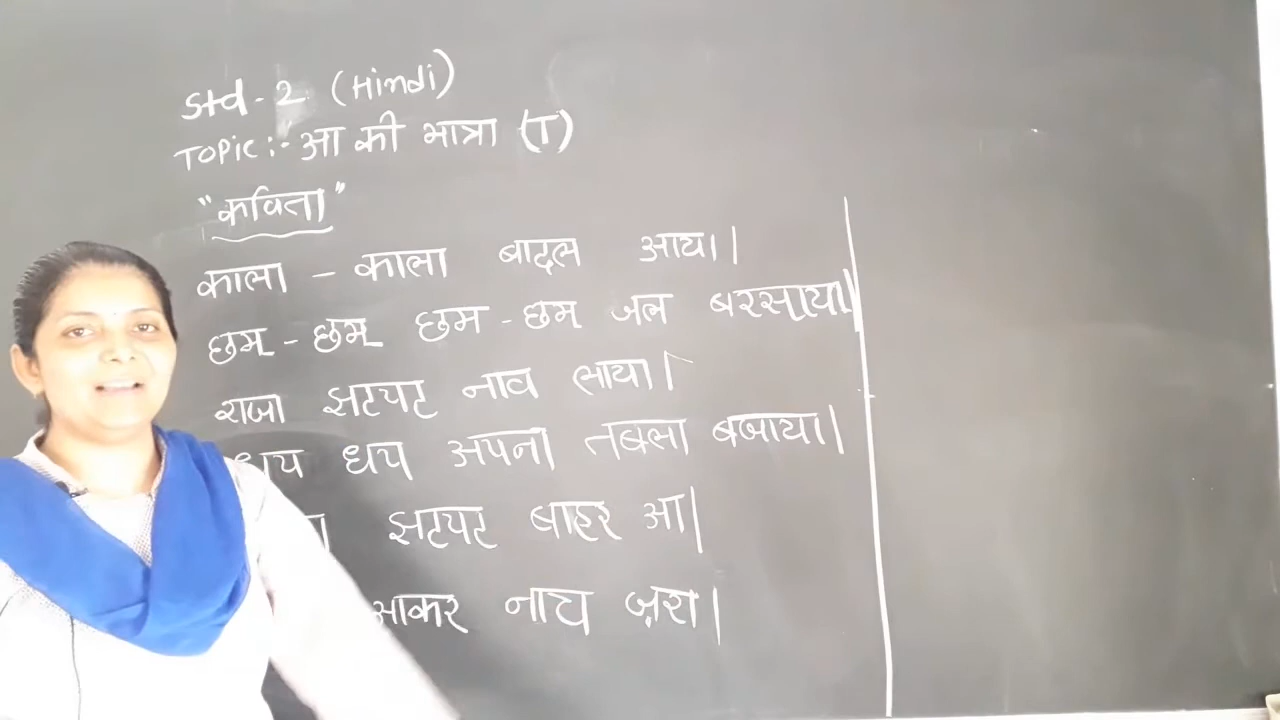 Std - 2 (Hindi)
Topic :- आ की मात्रा (ा)
"कविता"
काला - काला बादल आया।
छम - छम छम - छम जल बरसाया।
राजा झटपट नाव लाया।
धप धप अपना तबला बजाया।
झटपट बाहर आ।
आकर नाच ज़रा।